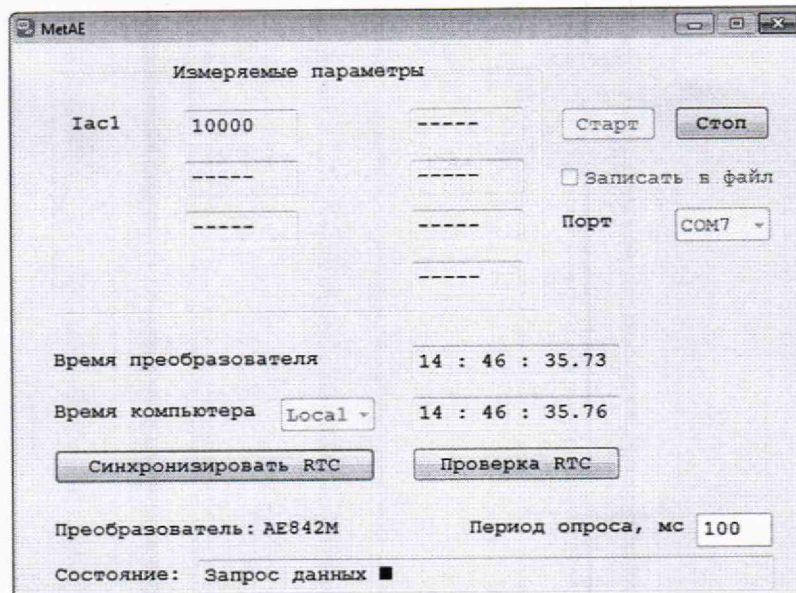 MetAE
Измеряемые параметры
Iac1 10000 ----- Старт Стоп
----- ----- Записать в файл
----- ----- Порт COM7
-----
Время преобразователя 14 : 46 : 35.73
Время компьютера Local 14 : 46 : 35.76
Синхронизировать RTC Проверка RTC
Преобразователь: AE842M Период опроса, мс 100
Состояние: Запрос данных ■